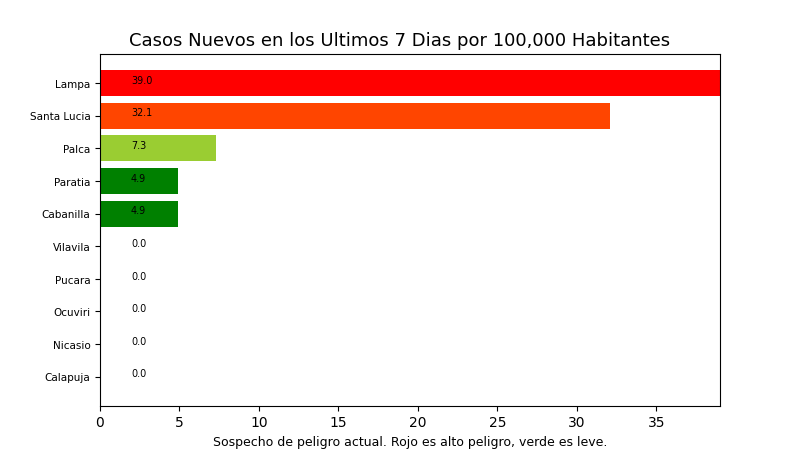 Casos Nuevos en los Ultimos 7 Dias por 100,000 Habitantes
Lampa 39.0
Santa Lucia 32.1
Palca 7.3
Paratia 4.9
Cabanilla 4.9
Vilavila 0.0
Pucara 0.0
Ocuviri 0.0
Nicasio 0.0
Calapuja 0.0
0 5 10 15 20 25 30 35
Sospecho de peligro actual. Rojo es alto peligro, verde es leve.